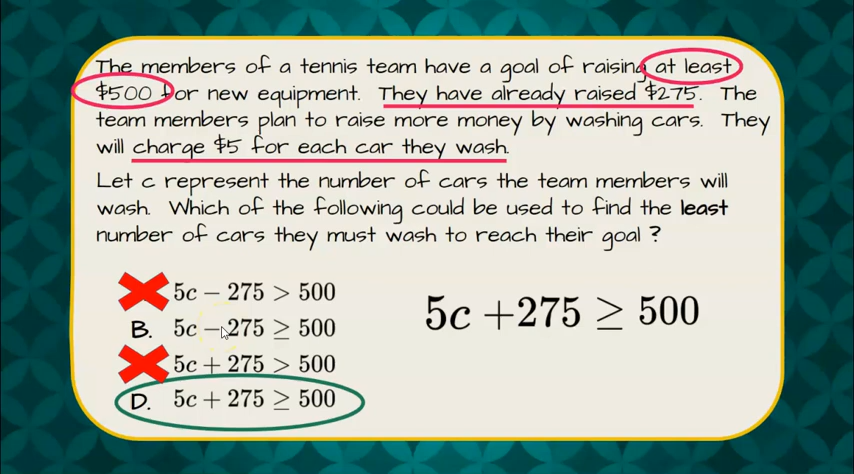 The members of a tennis team have a goal of raising at least
$500 for new equipment. They have already raised $275. The
team members plan to raise more money by washing cars. They
will charge $5 for each car they wash.
Let c represent the number of cars the team members will
wash. Which of the following could be used to find the least
number of cars they must wash to reach their goal ?
5c − 275 > 500
B. 5c − 275 ≥ 500
5c + 275 > 500
D. 5c + 275 ≥ 500
5c + 275 ≥ 500